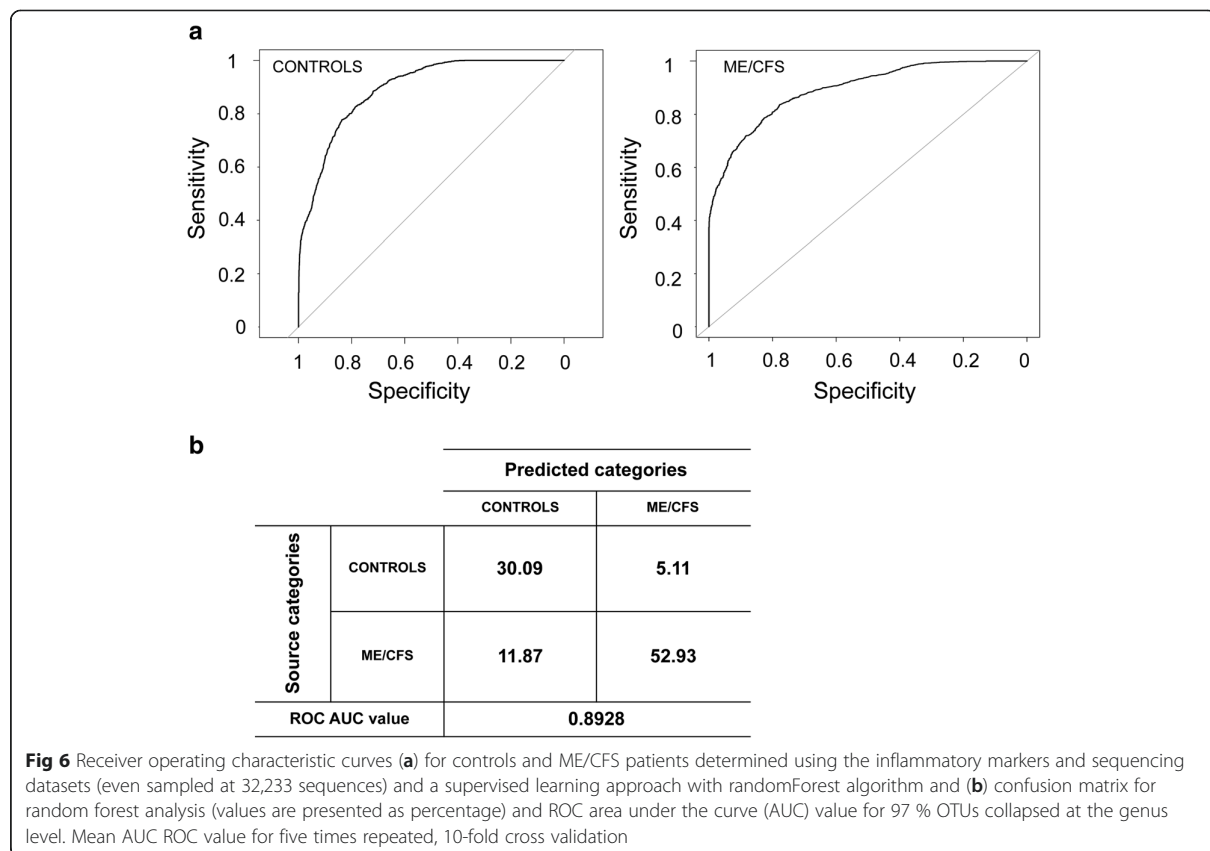 a
CONTROLS
1
0.8
0.6
0.4
0.2
0
Sensitivity
1 0.8 0.6 0.4 0.2 0
Specificity
ME/CFS
1
0.8
0.6
0.4
0.2
0
Sensitivity
1 0.8 0.6 0.4 0.2 0
Specificity
b
Predicted categories
CONTROLS ME/CFS
Source categories
CONTROLS 30.09 5.11
ME/CFS 11.87 52.93
ROC AUC value 0.8928
Fig 6 Receiver operating characteristic curves (a) for controls and ME/CFS patients determined using the inflammatory markers and sequencing
datasets (even sampled at 32,233 sequences) and a supervised learning approach with randomForest algorithm and (b) confusion matrix for
random forest analysis (values are presented as percentage) and ROC area under the curve (AUC) value for 97 % OTUs collapsed at the genus
level. Mean AUC ROC value for five times repeated, 10-fold cross validation